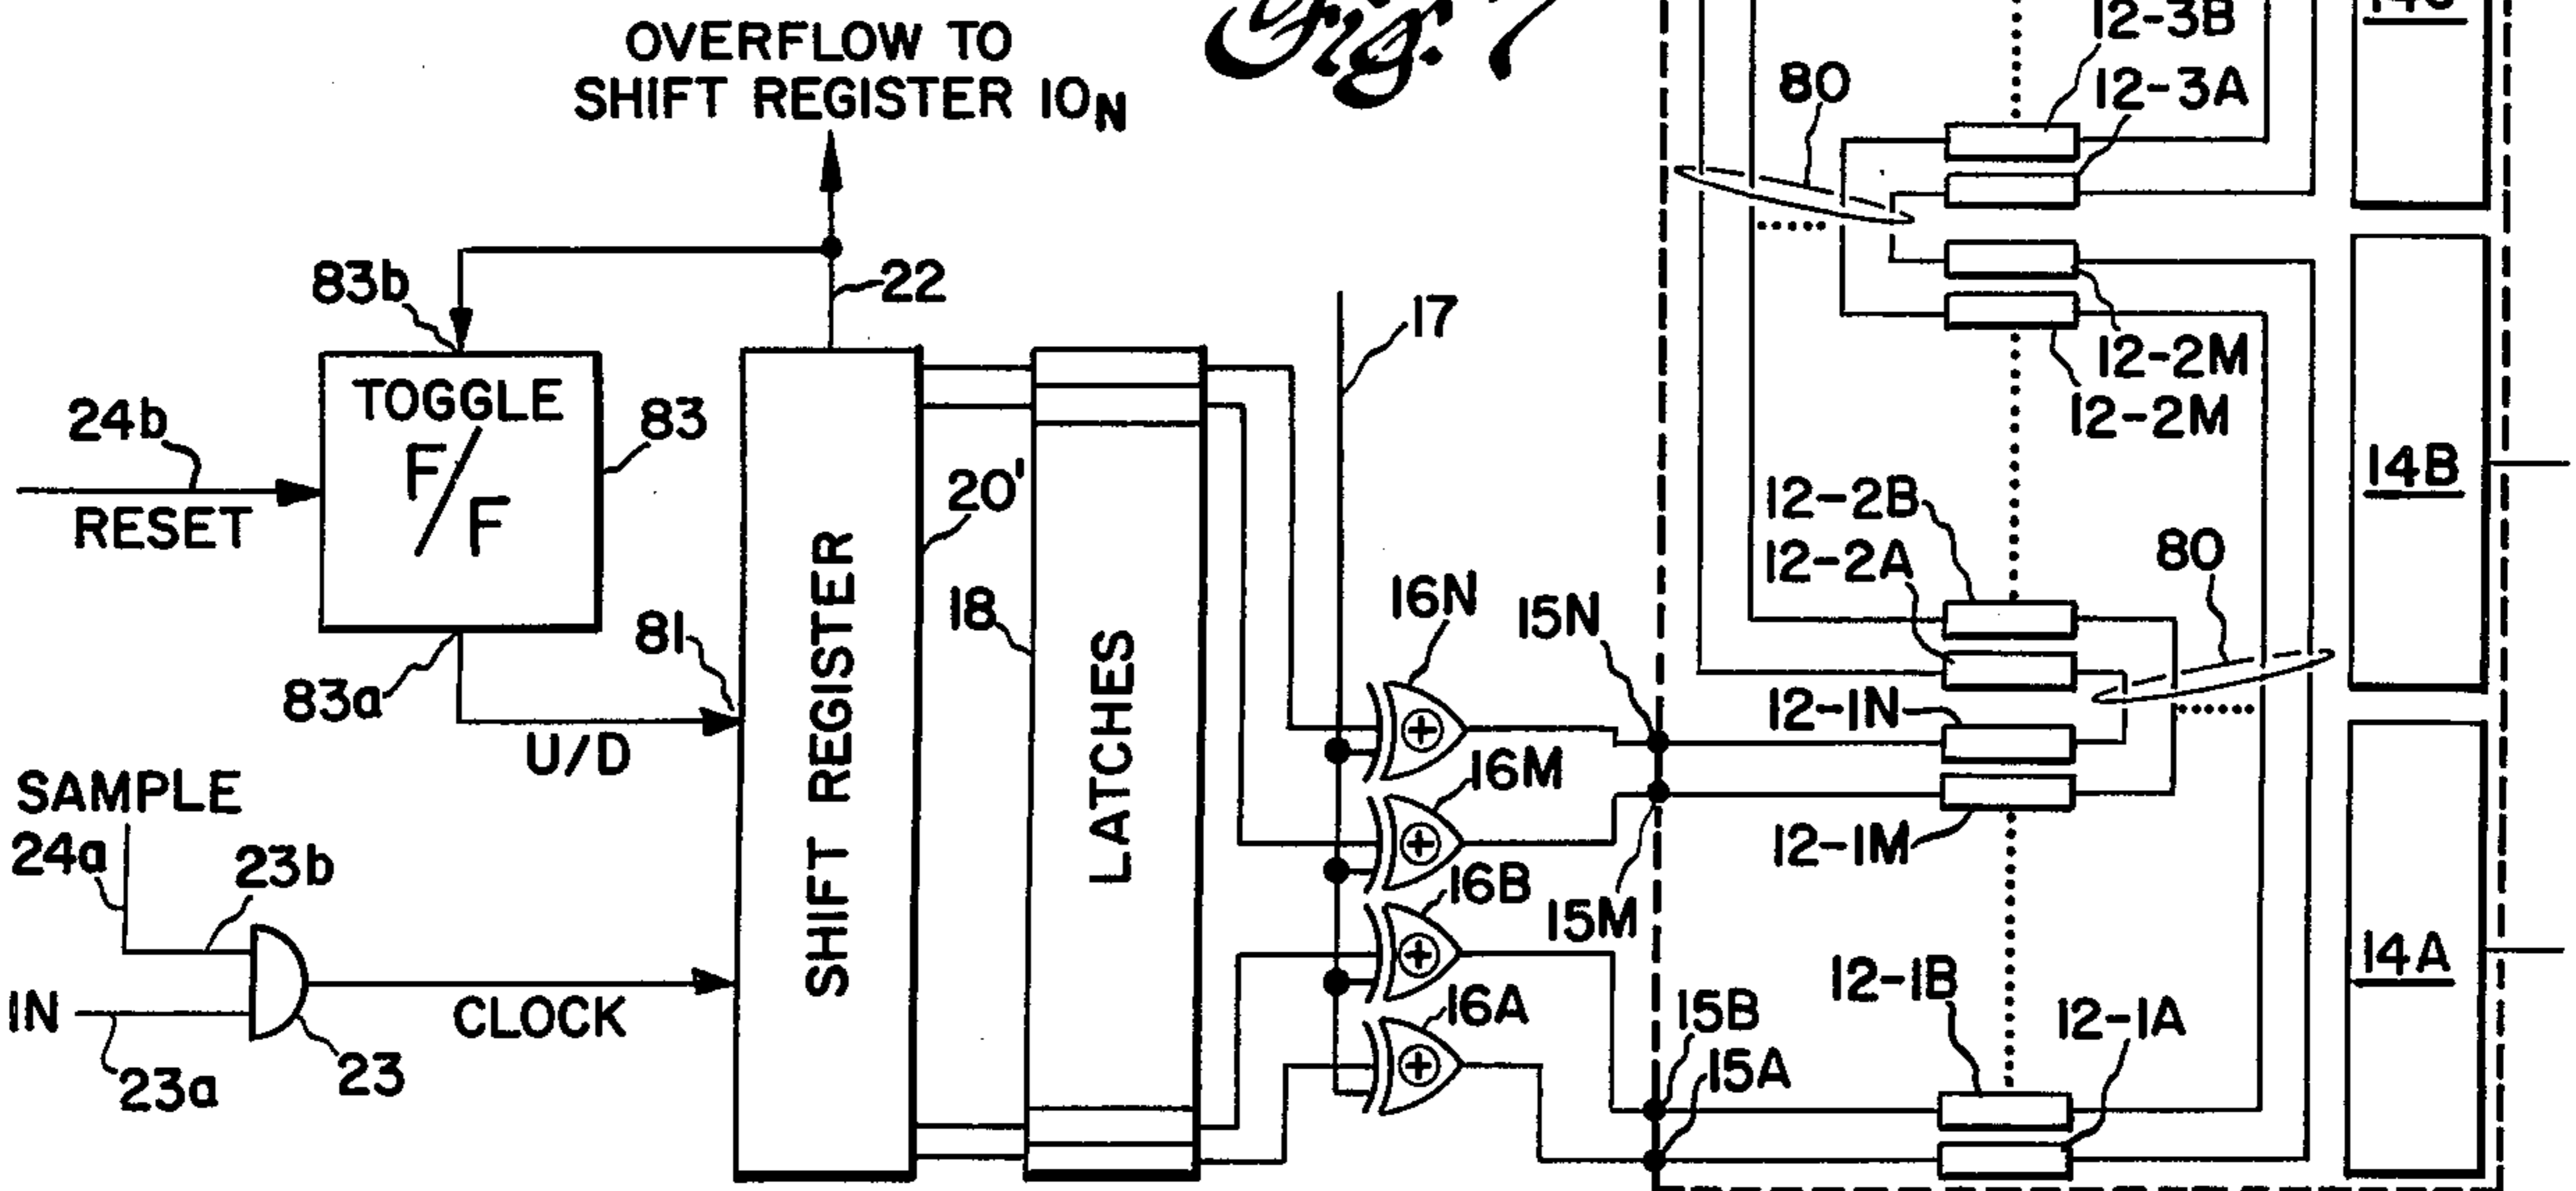 OVERFLOW TO
SHIFT REGISTER 10N
Fig. 7
12-3B
12-3A
80
83b
22
17
12-2M
12-2M
TOGGLE
F/F
83
24b
RESET
20'
14B
12-2B
12-2A
80
18
81
83a
U/D
SHIFT REGISTER
LATCHES
16N
15N
12-1N
16M
12-1M
15M
16B
SAMPLE
24a
23b
IN
23a
23
CLOCK
16A
15B
15A
12-1B
12-1A
14A